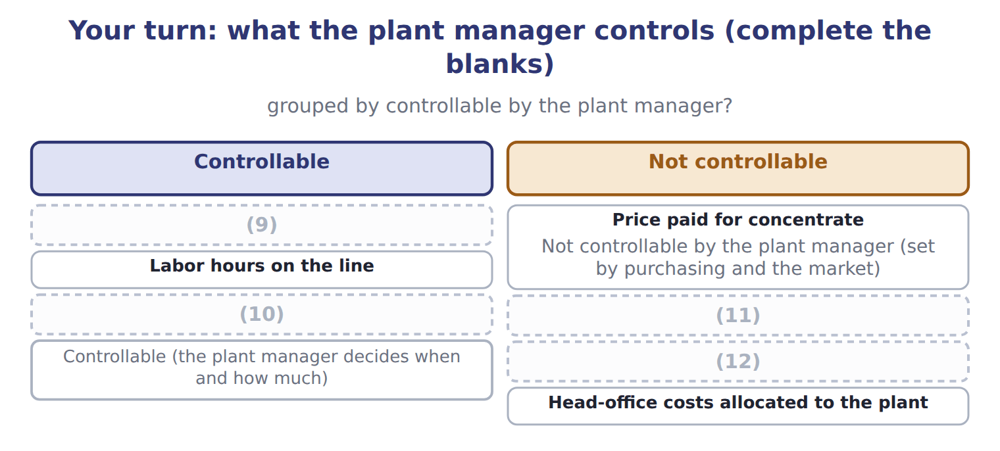 Your turn: what the plant manager controls (complete the
blanks)
grouped by controllable by the plant manager?
Controllable
(9)
Labor hours on the line
(10)
Controllable (the plant manager decides when
and how much)
Not controllable
Price paid for concentrate
Not controllable by the plant manager (set
by purchasing and the market)
(11)
(12)
Head-office costs allocated to the plant